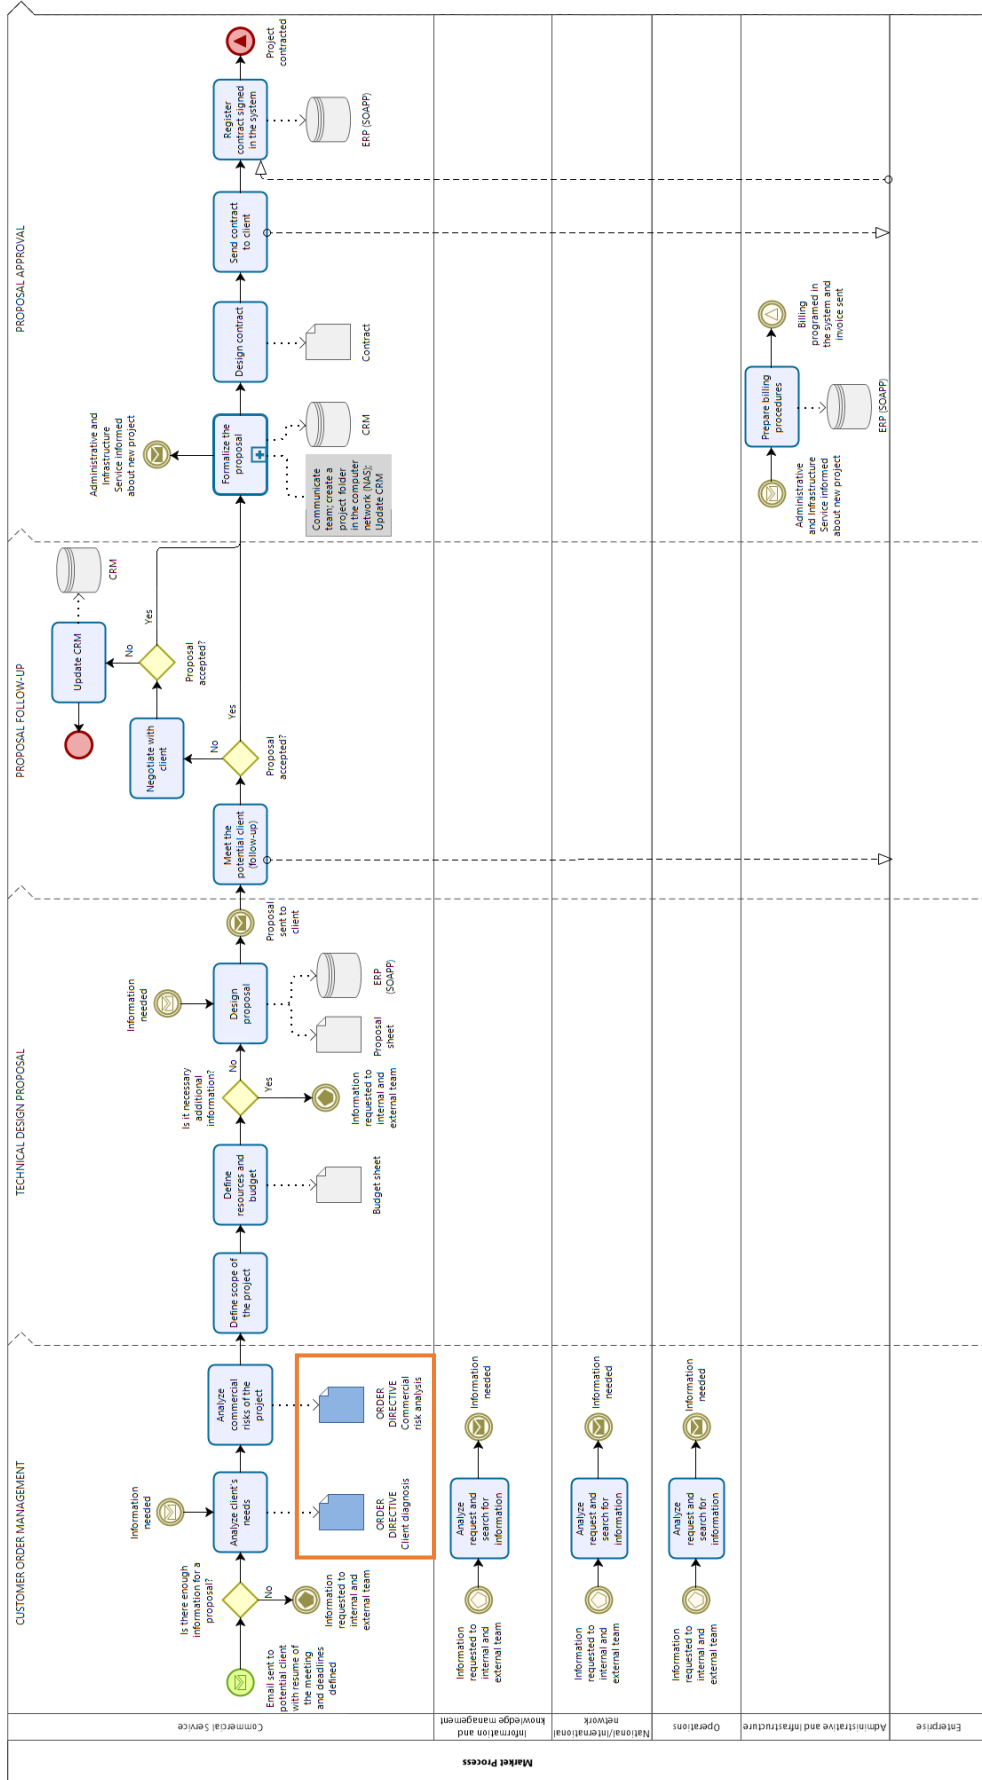 Market Process
Commercial Service
Information and
knowledge management
National/International
network
Operations
Administrative and Infrastructure
Enterprise
CUSTOMER ORDER MANAGEMENT
TECHNICAL DESIGN PROPOSAL
PROPOSAL FOLLOW-UP
PROPOSAL APPROVAL
Email sent to
potential client
with resume of
the meeting
and deadlines
defined
Is there enough
information for a
proposal?
No
Information
requested to
internal and
external team
Information
needed
Analyze client's
needs
ORDER
DIRECTIVE
Client diagnosis
Analyze
commercial
risks of the
project
ORDER
DIRECTIVE
Commercial
risk analysis
Define scope of
the project
Define
resources and
budget
Budget sheet
Is it necessary
additional
information?
No
Yes
Information
requested to
internal and
external team
Information
needed
Design
proposal
Proposal
sheet
ERP
(SOAPP)
Proposal
sent to
client
Meet the
potential client
(follow-up)
Proposal
accepted?
No
Yes
Negotiate with
client
Proposal
accepted?
No
Yes
Update CRM
CRM
Administrative and
Infrastructure
Service informed
about new project
Formalize the
proposal
Communicate
team; create a
project folder
in the computer
network (NAS);
Update CRM
CRM
Design contract
Contract
Send contract
to client
Register
contract signed
in the system
ERP (SOAPP)
Project
contracted
Information
requested to
internal and
external team
Analyze
request and
search for
information
Information
needed
Information
requested to
internal and
external team
Analyze
request and
search for
information
Information
needed
Information
requested to
internal and
external team
Analyze
request and
search for
information
Information
needed
Administrative
and Infrastructure
Service informed
about new project
Prepare billing
procedures
ERP (SOAPP)
Billing
programed in
the system and
invoice sent